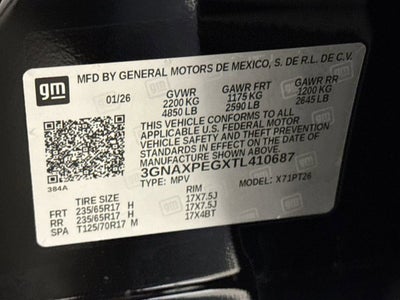 gm MFD BY GENERAL MOTORS DE MEXICO, S. DE R.L. DE C.V.
01/26 GVWR GAWR FRT GAWR RR
2200 KG 1175 KG 1200 KG
4850 LB 2590 LB 2645 LB
THIS VEHICLE CONFORMS TO ALL
APPLICABLE U.S. FEDERAL MOTOR
VEHICLE SAFETY AND THEFT
PREVENTION STANDARDS IN EFFECT
ON THE DATE OF MANUFACTURE
SHOWN ABOVE.
3GNAXPEGXTL410687
384A
TYPE: MPV MODEL: X71PT26
TIRE SIZE RIM
FRT 235/65R17 H 17X7.5J
RR 235/65R17 H 17X7.5J
SPA T125/70R17 M 17X4BT